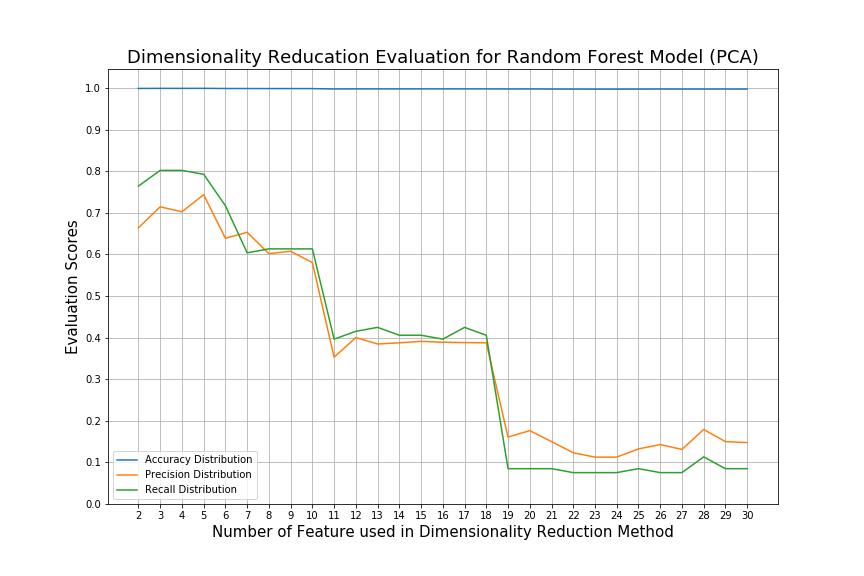 Dimensionality Reducation Evaluation for Random Forest Model (PCA)
Evaluation Scores
1.0
0.9
0.8
0.7
0.6
0.5
0.4
0.3
0.2
0.1
0.0
Accuracy Distribution
Precision Distribution
Recall Distribution
2 3 4 5 6 7 8 9 10 11 12 13 14 15 16 17 18 19 20 21 22 23 24 25 26 27 28 29 30
Number of Feature used in Dimensionality Reduction Method